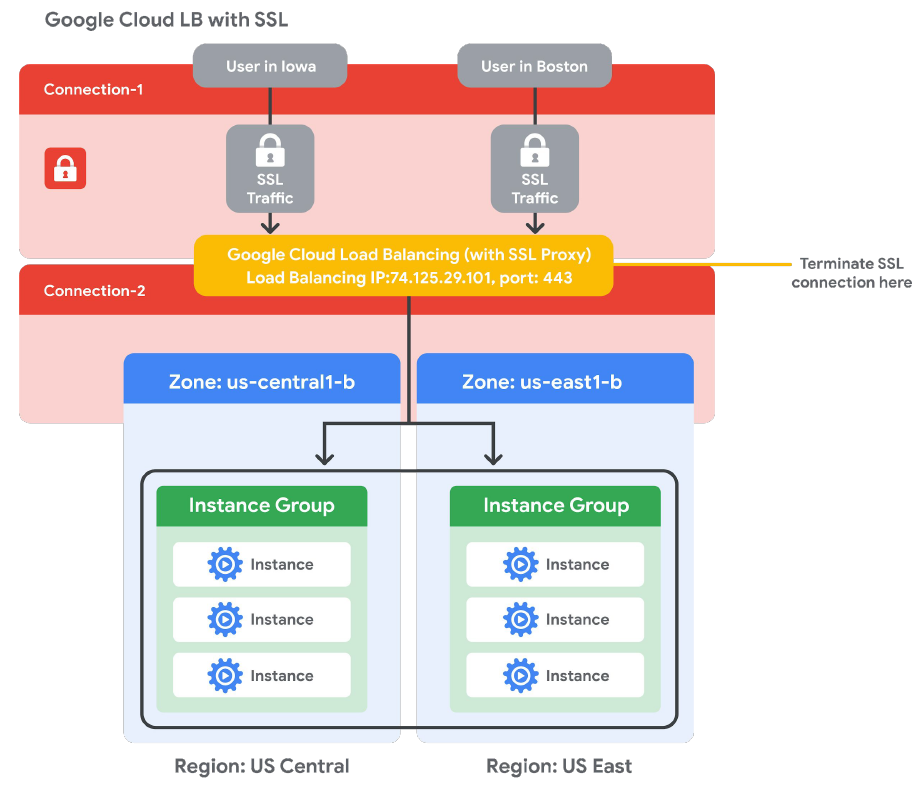 Google Cloud LB with SSL
User in Iowa
User in Boston
Connection-1
SSL
Traffic
SSL
Traffic
Google Cloud Load Balancing (with SSL Proxy)
Load Balancing IP:74.125.29.101, port: 443
Terminate SSL
connection here
Connection-2
Zone: us-central1-b
Zone: us-east1-b
Instance Group
Instance
Instance
Instance
Instance Group
Instance
Instance
Instance
Region: US Central
Region: US East